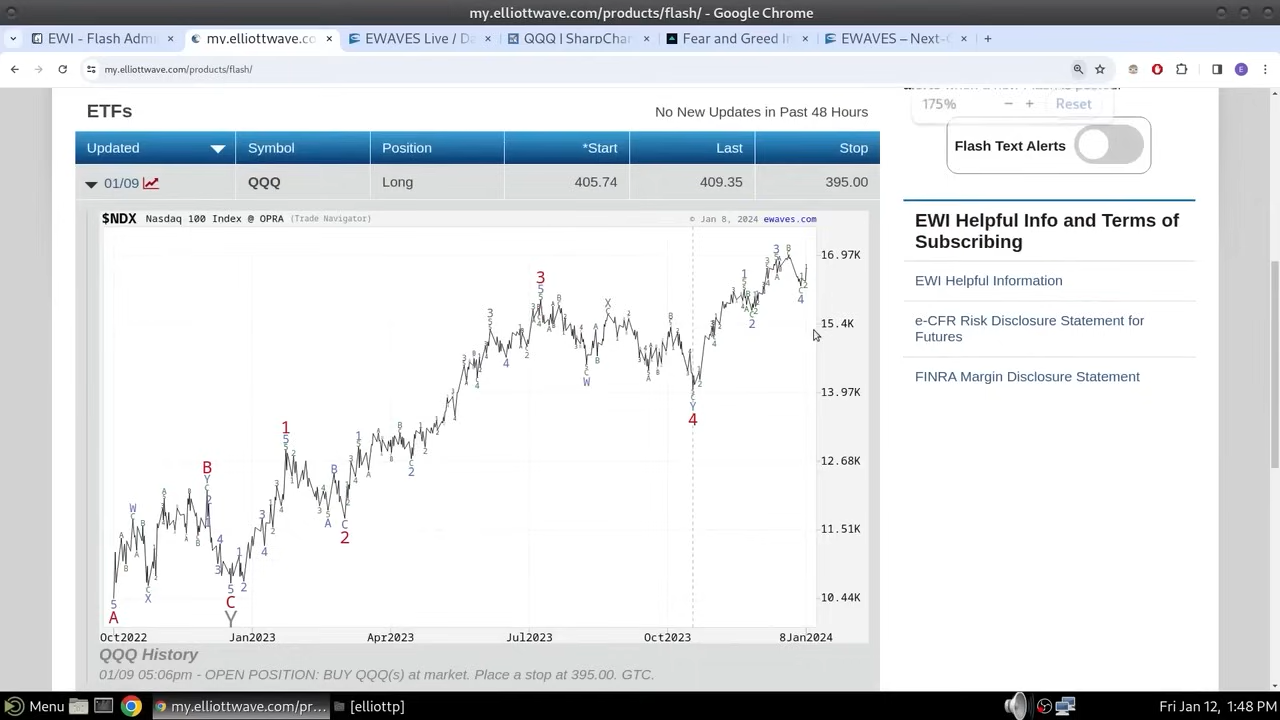 my.elliottwave.com/products/flash/ - Google Chrome
EWI - Flash Adm
my.elliottwave.co
EWAVES Live / Da
QQQ | SharpChar
Fear and Greed In
EWAVES – Next-G
my.elliottwave.com/products/flash/
175%
Reset
ETFs
No New Updates in Past 48 Hours
Flash Text Alerts
Updated Symbol Position *Start Last Stop
01/09 QQQ Long 405.74 409.35 395.00
$NDX Nasdaq 100 Index @ OPRA (Trade Navigator)
© Jan 8, 2024 ewaves.com
16.97K
15.4K
13.97K
12.68K
11.51K
10.44K
A
B
C
Y
1
2
3
4
W
X
Oct2022 Jan2023 Apr2023 Jul2023 Oct2023 8Jan2024
QQQ History
01/09 05:06pm - OPEN POSITION: BUY QQQ(s) at market. Place a stop at 395.00. GTC.
EWI Helpful Info and Terms of
Subscribing
EWI Helpful Information
e-CFR Risk Disclosure Statement for
Futures
FINRA Margin Disclosure Statement
Menu
my.elliottwave.com/pr...
[elliottp]
Fri Jan 12, 1:48 PM